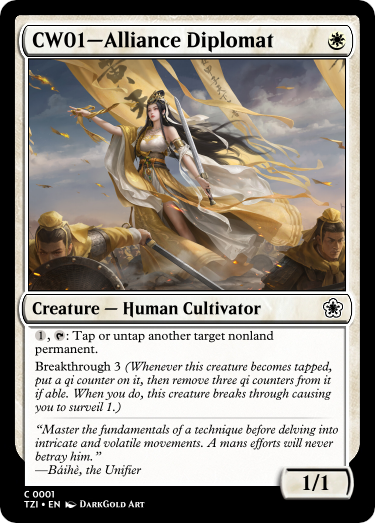 CW01—Alliance Diplomat
Creature — Human Cultivator
1, : Tap or untap another target nonland
permanent.
Breakthrough 3 (Whenever this creature becomes tapped,
put a qi counter on it, then remove three qi counters from it
if able. When you do, this creature breaks through causing
you to surveil 1.)
“Master the fundamentals of a technique before delving into
intricate and volatile movements. A mans efforts will never
betray him.”
—Báihè, the Unifier
1/1
C 0001
TZI • EN DarkGold Art